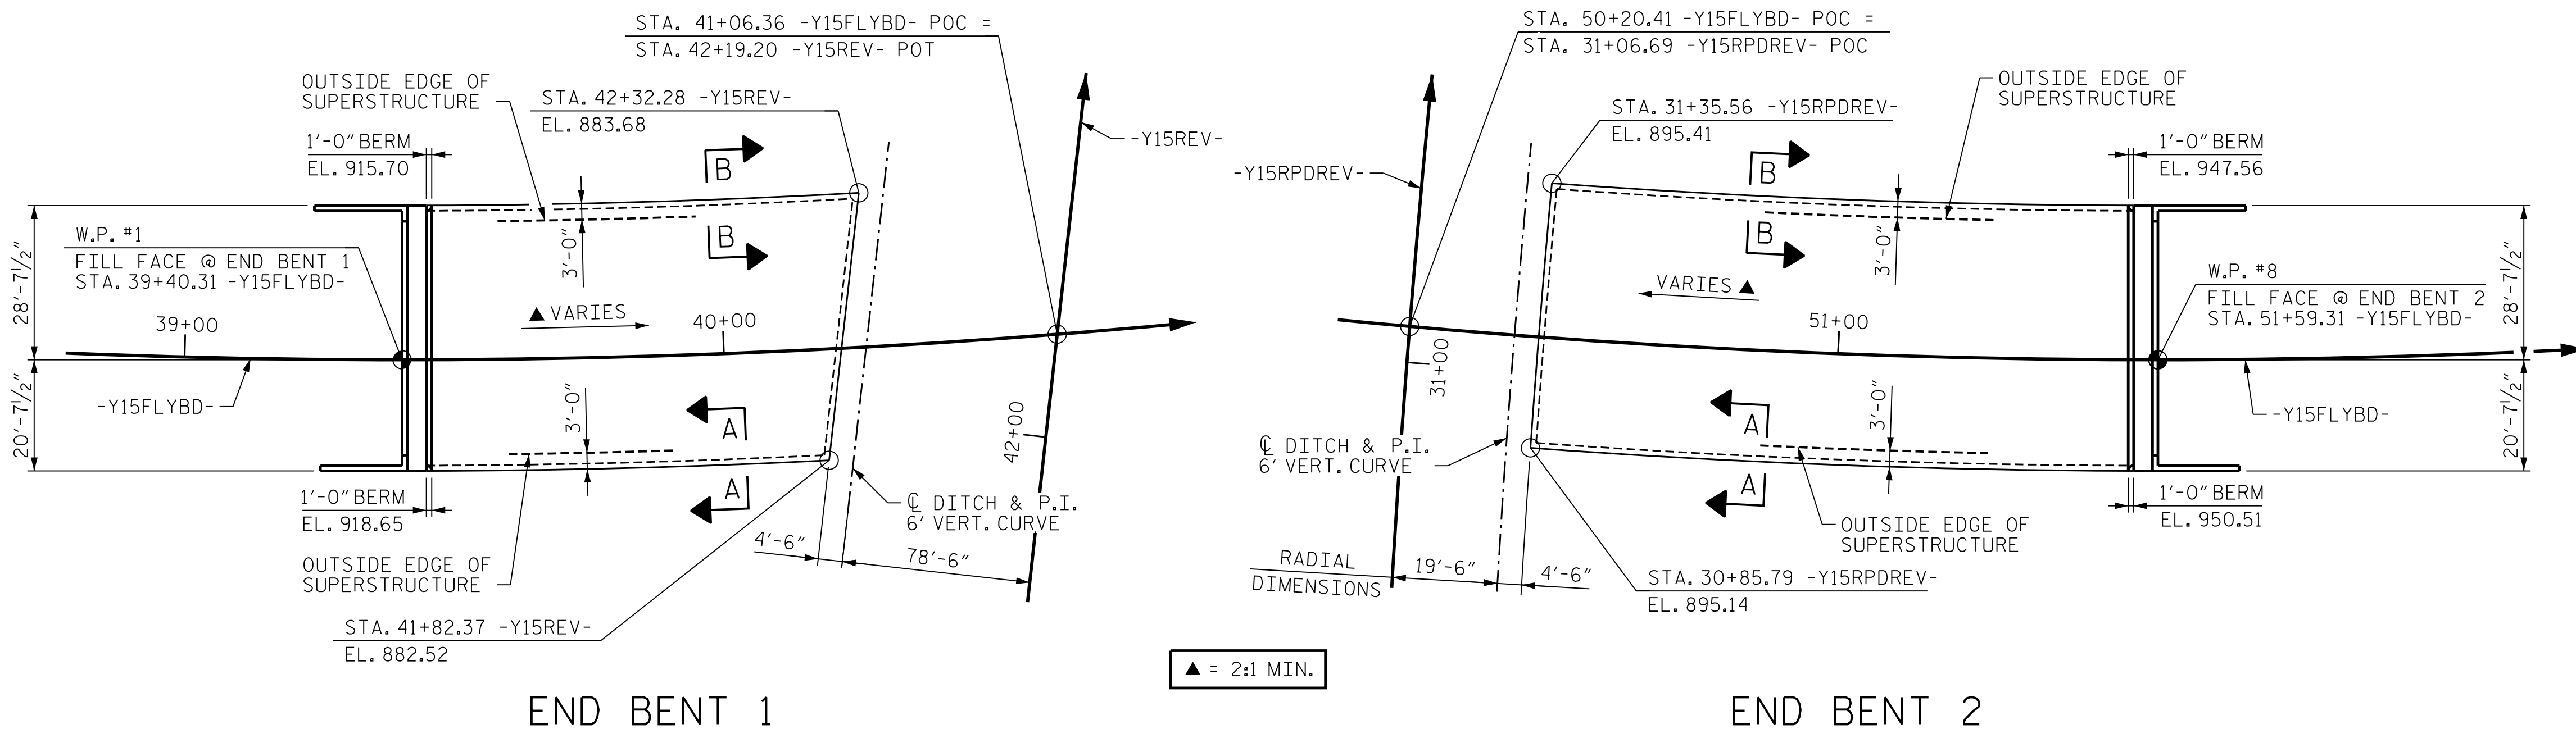 STA. 41+06.36 -Y15FLYBD- POC =
STA. 42+19.20 -Y15REV- POT
OUTSIDE EDGE OF
SUPERSTRUCTURE
STA. 42+32.28 -Y15REV-
EL. 883.68
1'-0" BERM
EL. 915.70
B
B
-Y15REV-
W.P. #1
FILL FACE @ END BENT 1
STA. 39+40.31 -Y15FLYBD-
28'-7 1/2"
20'-7 1/2"
3'-0"
▲ VARIES
39+00
40+00
-Y15FLYBD-
3'-0"
A
A
42+00
1'-0" BERM
EL. 918.65
℄ DITCH & P.I.
6' VERT. CURVE
4'-6"
78'-6"
OUTSIDE EDGE OF
SUPERSTRUCTURE
STA. 41+82.37 -Y15REV-
EL. 882.52
END BENT 1
▲ = 2:1 MIN.
STA. 50+20.41 -Y15FLYBD- POC =
STA. 31+06.69 -Y15RPDREV- POC
OUTSIDE EDGE OF
SUPERSTRUCTURE
STA. 31+35.56 -Y15RPDREV-
EL. 895.41
1'-0" BERM
EL. 947.56
-Y15RPDREV-
B
B
3'-0"
VARIES ▲
W.P. #8
FILL FACE @ END BENT 2
STA. 51+59.31 -Y15FLYBD-
28'-7 1/2"
20'-7 1/2"
51+00
31+00
3'-0"
-Y15FLYBD-
A
A
℄ DITCH & P.I.
6' VERT. CURVE
1'-0" BERM
EL. 950.51
OUTSIDE EDGE OF
SUPERSTRUCTURE
RADIAL
DIMENSIONS
19'-6"
4'-6"
STA. 30+85.79 -Y15RPDREV-
EL. 895.14
END BENT 2